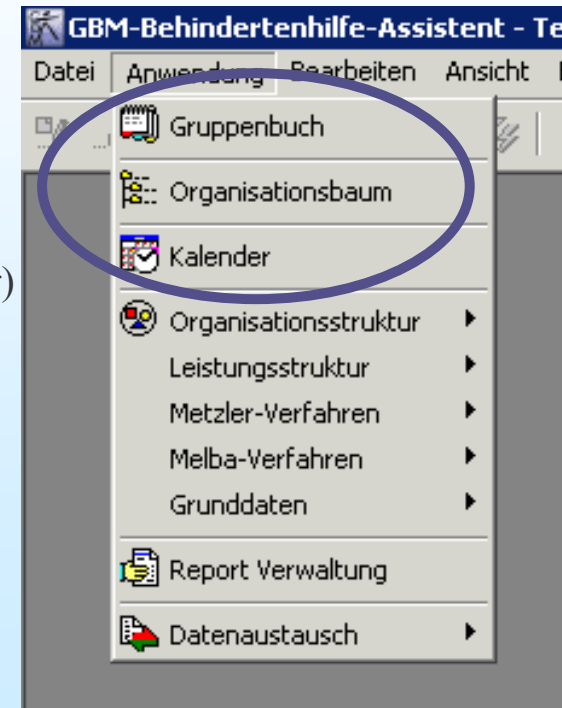 GBM-Behindertenhilfe-Assistent - Te
Datei Anwendung Bearbeiten Ansicht
Gruppenbuch
Organisationsbaum
Kalender
)
Organisationsstruktur
Leistungsstruktur
Metzler-Verfahren
Melba-Verfahren
Grunddaten
Report Verwaltung
Datenaustausch